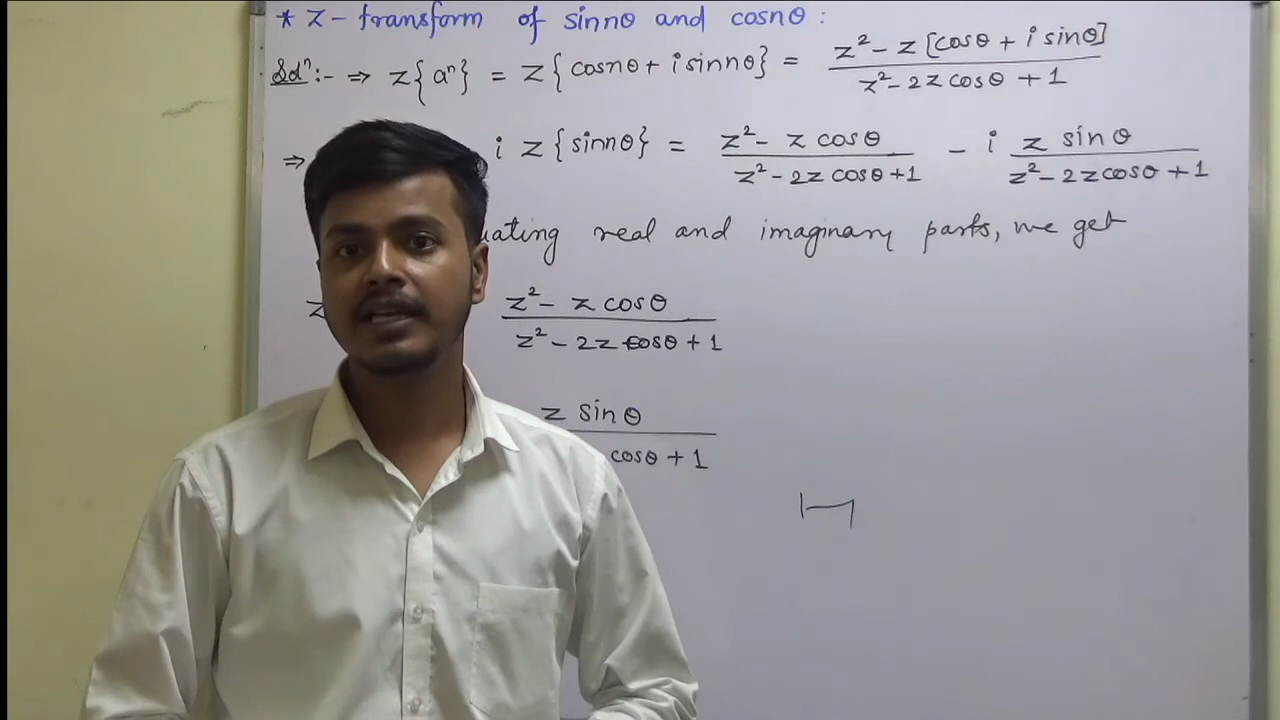 * Z-transform of sinnθ and cosnθ :
Solⁿ:- ⇒ Z{aⁿ} = Z{cosnθ + i sinnθ} = (z² - z[cosθ + i sinθ]) / (z² - 2z cosθ + 1)
⇒ i Z{sinnθ} = (z² - z cosθ) / (z² - 2z cosθ + 1) - i (z sinθ) / (z² - 2z cosθ + 1)
uating real and imaginary parts, we get
Z (z² - z cosθ) / (z² - 2z cosθ + 1)
z sinθ / cosθ + 1